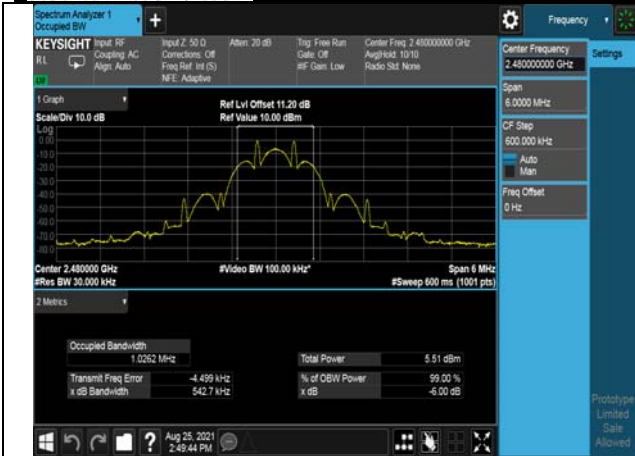 Spectrum Analyzer 1
Occupied BW
+
Frequency
KEYSIGHT
RL
Input: RF
Coupling: AC
Align: Auto
Input Z: 50 Ω
Corrections: Off
Freq Ref: Int (S)
NFE: Adaptive
Atten: 20 dB
Trig: Free Run
Gate: Off
#IF Gain: Low
Center Freq: 2.480000000 GHz
Avg|Hold: 10/10
Radio Std: None
Center Frequency
2.480000000 GHz
Settings
Span
6.0000 MHz
CF Step
600.000 kHz
Auto
Man
Freq Offset
0 Hz
1 Graph
Scale/Div 10.0 dB
Ref Lvl Offset 11.20 dB
Ref Value 10.00 dBm
Log
0.00
-10.0
-20.0
-30.0
-40.0
-50.0
-60.0
-70.0
-80.0
Center 2.480000 GHz
#Res BW 30.000 kHz
#Video BW 100.00 kHz*
Span 6 MHz
#Sweep 600 ms (1001 pts)
2 Metrics
Occupied Bandwidth
1.0262 MHz
Total Power 5.51 dBm
Transmit Freq Error -4.499 kHz
% of OBW Power 99.00 %
x dB Bandwidth 542.7 kHz
x dB -6.00 dB
Prototype
Limited
Sale
Allowed
?
Aug 25, 2021
2:49:44 PM